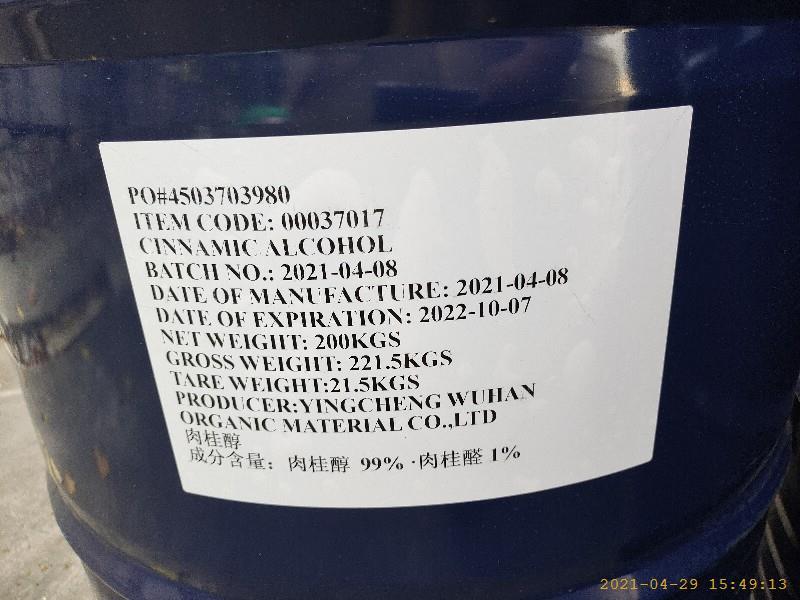 PO#4503703980
ITEM CODE: 00037017
CINNAMIC ALCOHOL
BATCH NO.: 2021-04-08
DATE OF MANUFACTURE: 2021-04-08
DATE OF EXPIRATION: 2022-10-07
NET WEIGHT: 200KGS
GROSS WEIGHT: 221.5KGS
TARE WEIGHT:21.5KGS
PRODUCER:YINGCHENG WUHAN
ORGANIC MATERIAL CO.,LTD
肉桂醇
成分含量：肉桂醇 99% ·肉桂醛 1%
2021-04-29 15:49:13